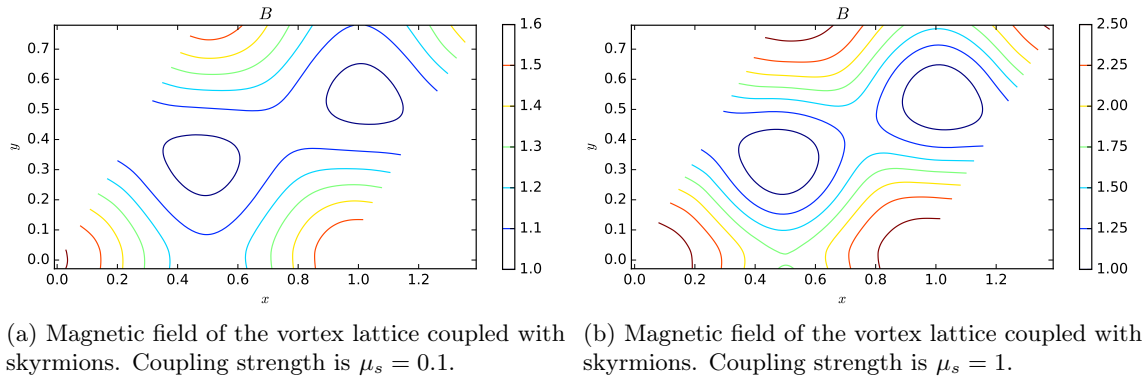 B
0.7
0.6
0.5
0.4
0.3
0.2
0.1
0.0
y
0.0 0.2 0.4 0.6 0.8 1.0 1.2
x
1.6
1.5
1.4
1.3
1.2
1.1
1.0
B
0.7
0.6
0.5
0.4
0.3
0.2
0.1
0.0
y
0.0 0.2 0.4 0.6 0.8 1.0 1.2
x
2.50
2.25
2.00
1.75
1.50
1.25
1.00
(a) Magnetic field of the vortex lattice coupled with
skyrmions. Coupling strength is μs = 0.1.
(b) Magnetic field of the vortex lattice coupled with
skyrmions. Coupling strength is μs = 1.